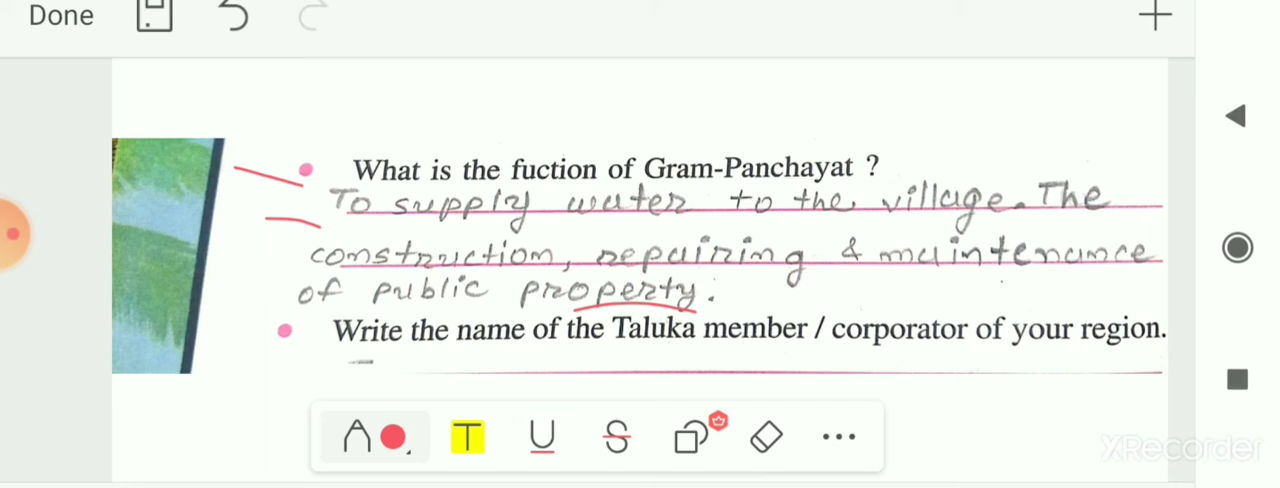 Done
What is the fuction of Gram-Panchayat ?
To supply water to the village. The
construction, repairing & maintenance
of public property.
Write the name of the Taluka member / corporator of your region.
A T U S
XRecorder